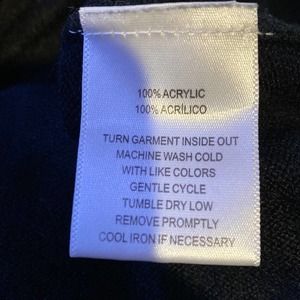 100% ACRYLIC
100% ACRÍLICO
TURN GARMENT INSIDE OUT
MACHINE WASH COLD
WITH LIKE COLORS
GENTLE CYCLE
TUMBLE DRY LOW
REMOVE PROMPTLY
COOL IRON IF NECESSARY